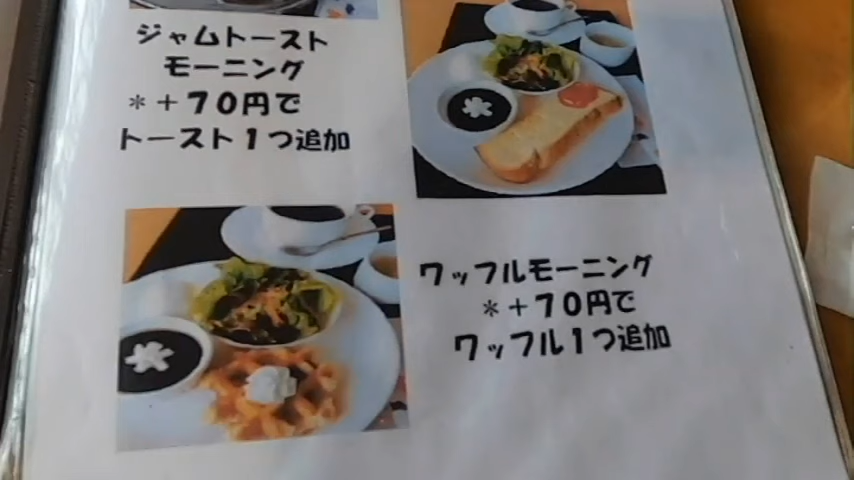 ジャムトースト
モーニング
*+70円で
トースト1つ追加
ワッフルモーニング
*+70円で
ワッフル1つ追加